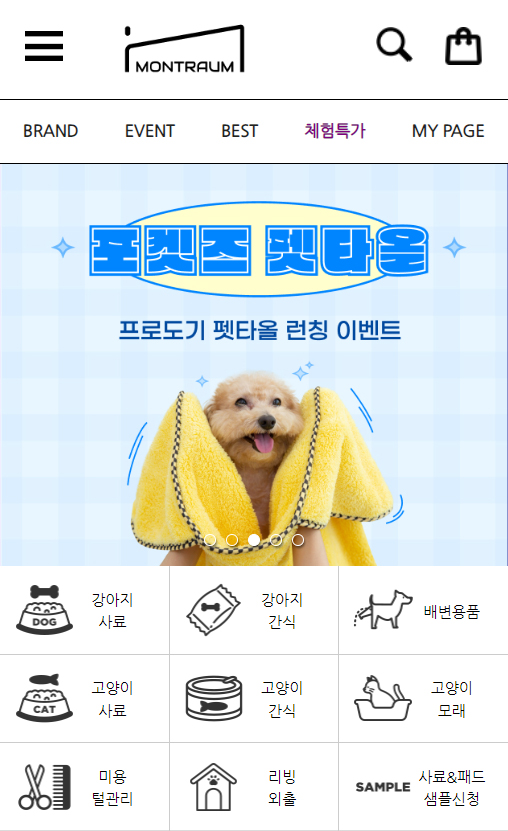 MONTRAUM
BRAND EVENT BEST 체험특가 MY PAGE
포켓즈 펫타올
프로도기 펫타올 런칭 이벤트
DOG
강아지
사료
강아지
간식
배변용품
CAT
고양이
사료
고양이
간식
고양이
모래
미용
털관리
리빙
외출
SAMPLE
사료&패드
샘플신청